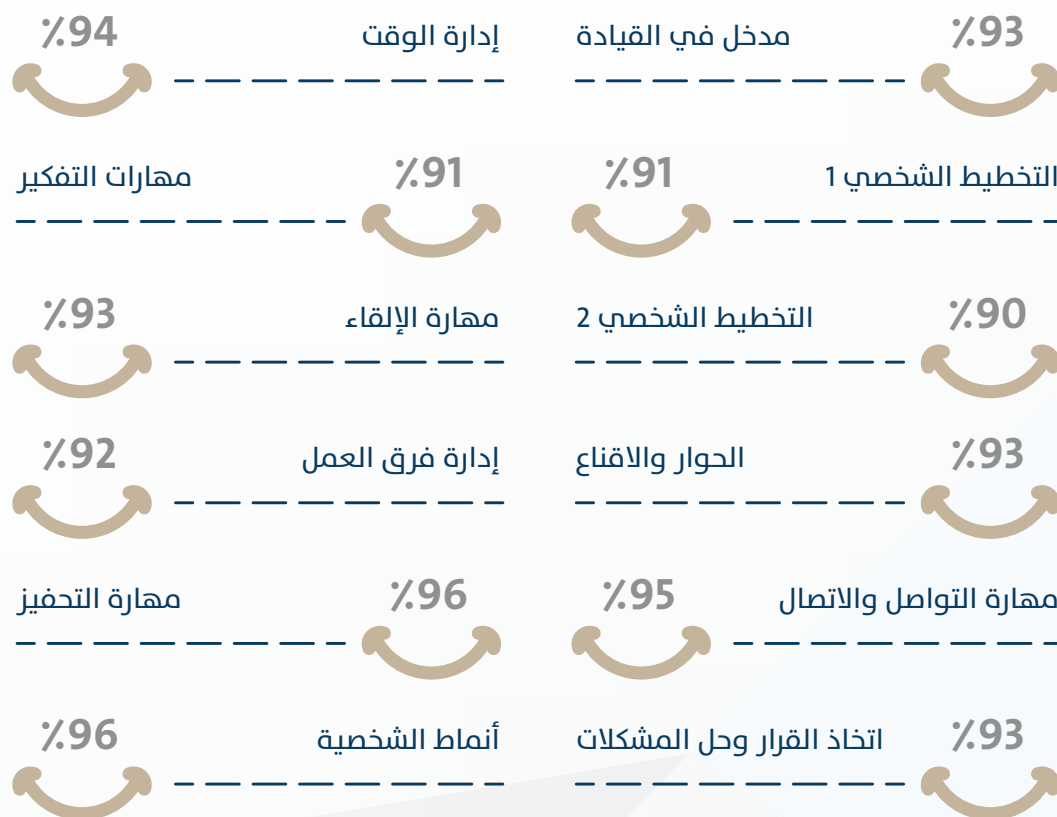 ٪93
مدخل في القيادة
إدارة الوقت
٪94
التخطيط الشخصي 1
٪91
٪91
مهارات التفكير
٪90
التخطيط الشخصي 2
مهارة الإلقاء
٪93
٪93
الحوار والاقناع
إدارة فرق العمل
٪92
مهارة التواصل والاتصال
٪95
٪96
مهارة التحفيز
٪93
اتخاذ القرار وحل المشكلات
أنماط الشخصية
٪96